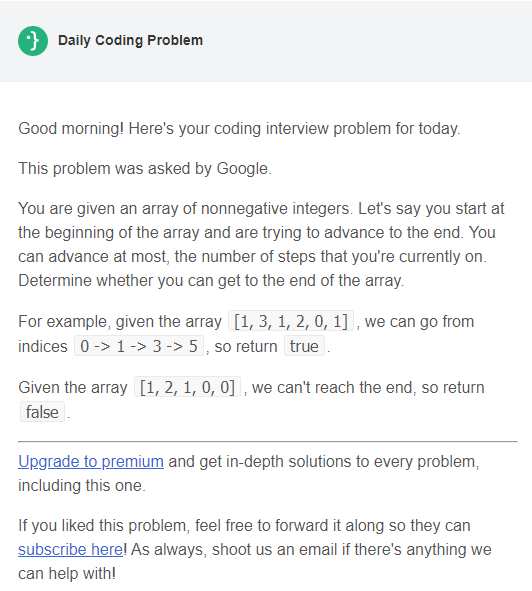 Daily Coding Problem
Good morning! Here's your coding interview problem for today.
This problem was asked by Google.
You are given an array of nonnegative integers. Let's say you start at
the beginning of the array and are trying to advance to the end. You
can advance at most, the number of steps that you're currently on.
Determine whether you can get to the end of the array.
For example, given the array [1, 3, 1, 2, 0, 1] , we can go from
indices 0 -> 1 -> 3 -> 5 , so return true .
Given the array [1, 2, 1, 0, 0] , we can't reach the end, so return
false .
Upgrade to premium and get in-depth solutions to every problem,
including this one.
If you liked this problem, feel free to forward it along so they can
subscribe here! As always, shoot us an email if there's anything we
can help with!